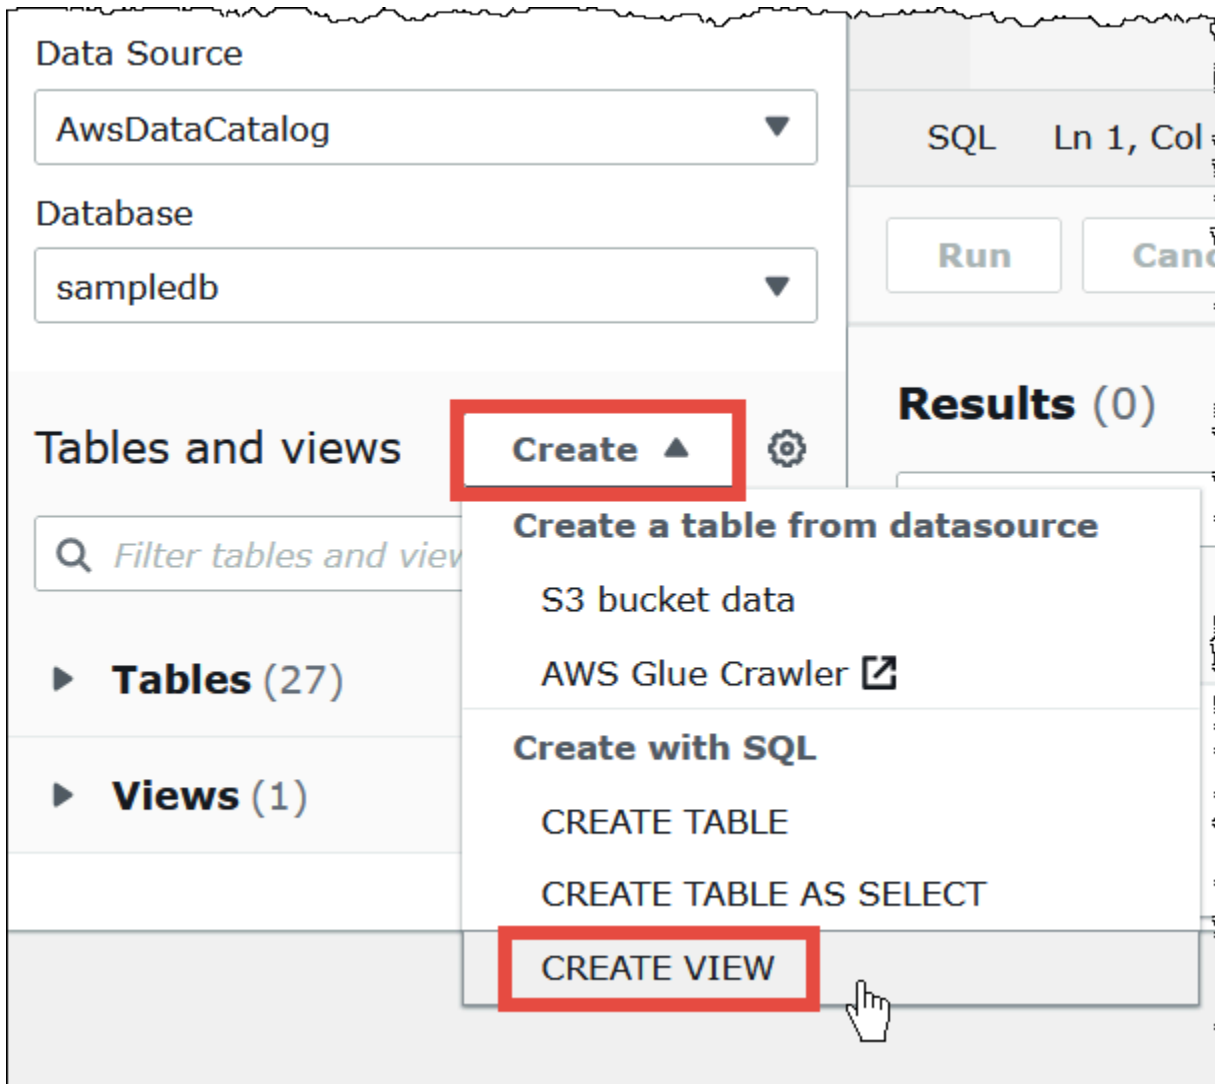 Data Source
AwsDataCatalog
Database
sampledb
Tables and views
Create
Filter tables and
Tables (27)
Views (1)
Create a table from datasource
S3 bucket data
AWS Glue Crawler
Create with SQL
CREATE TABLE
CREATE TABLE AS SELECT
CREATE VIEW
SQL Ln 1, Col
Run
Results (0)